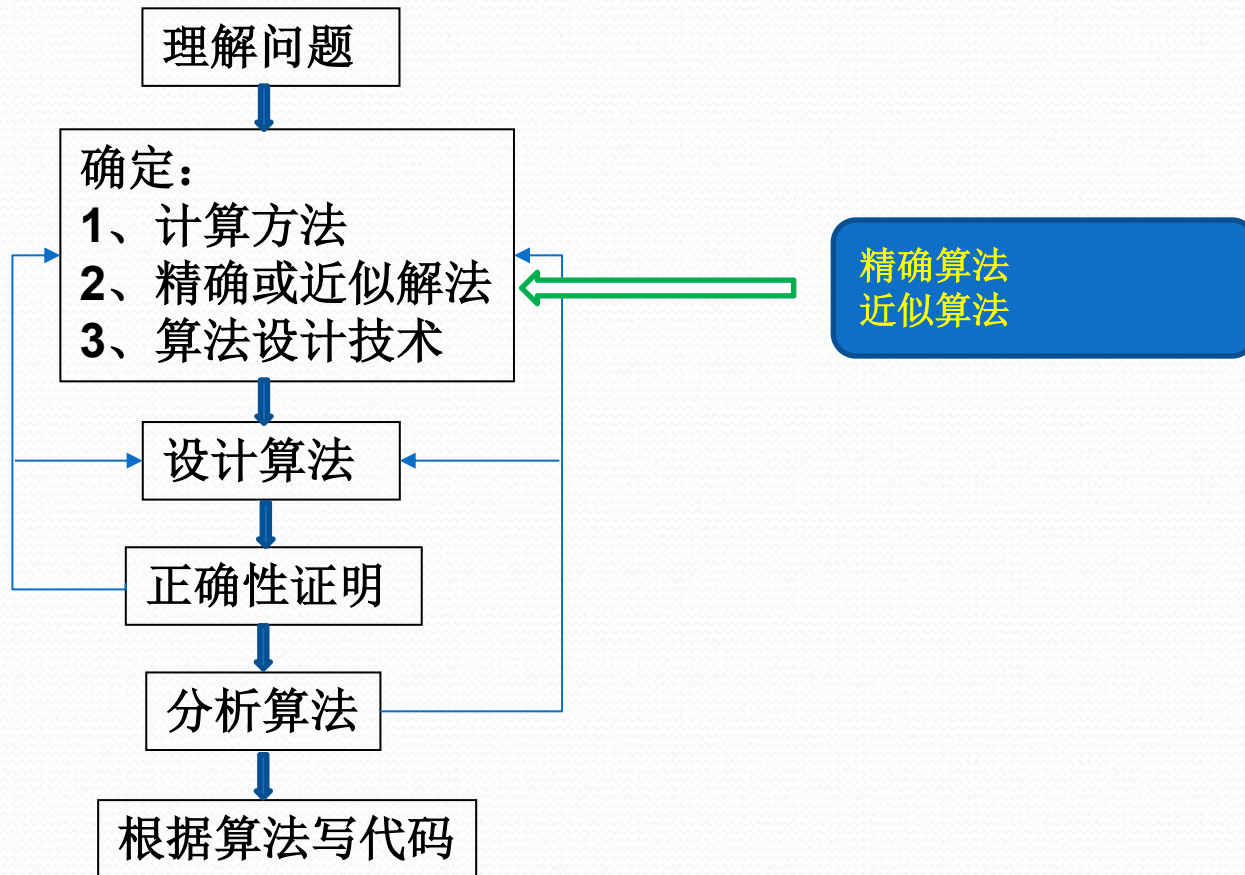 理解问题
确定：
1、计算方法
2、精确或近似解法
3、算法设计技术
精确算法
近似算法
设计算法
正确性证明
分析算法
根据算法写代码